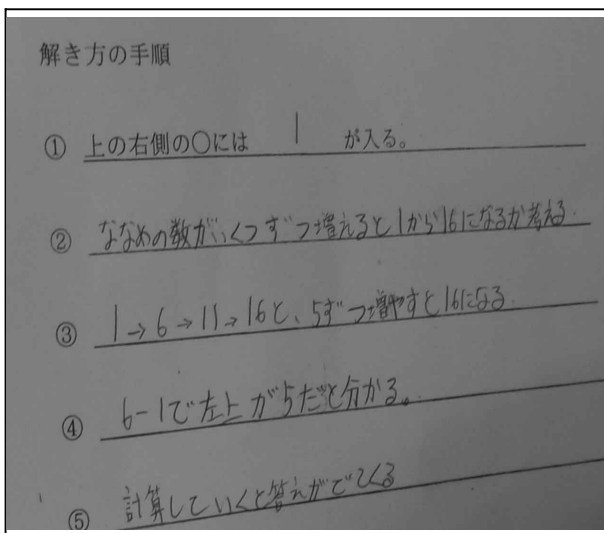 解き方の手順
① 上の右側の○には 1 が入る。
② ななめの数がいくつずつ増えると1から16になるか考える.
③ 1→6→11→16と、5ずつ増やすと16になる.
④ 6-1で左上が5だと分かる。
⑤ 計算していくと答えがでてくる